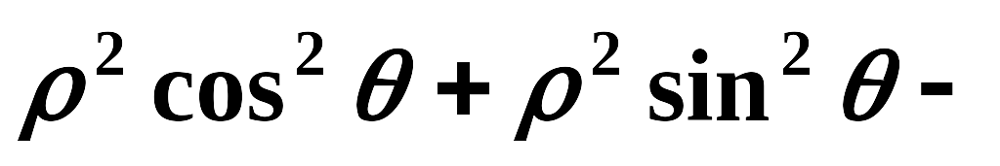 ρ² cos² θ + ρ² sin² θ -